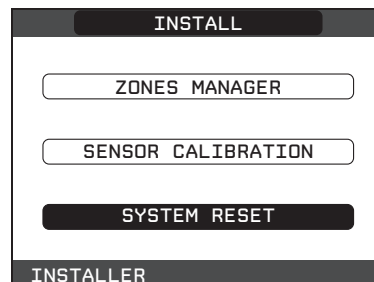 INSTALL
ZONES MANAGER
SENSOR CALIBRATION
SYSTEM RESET
INSTALLER